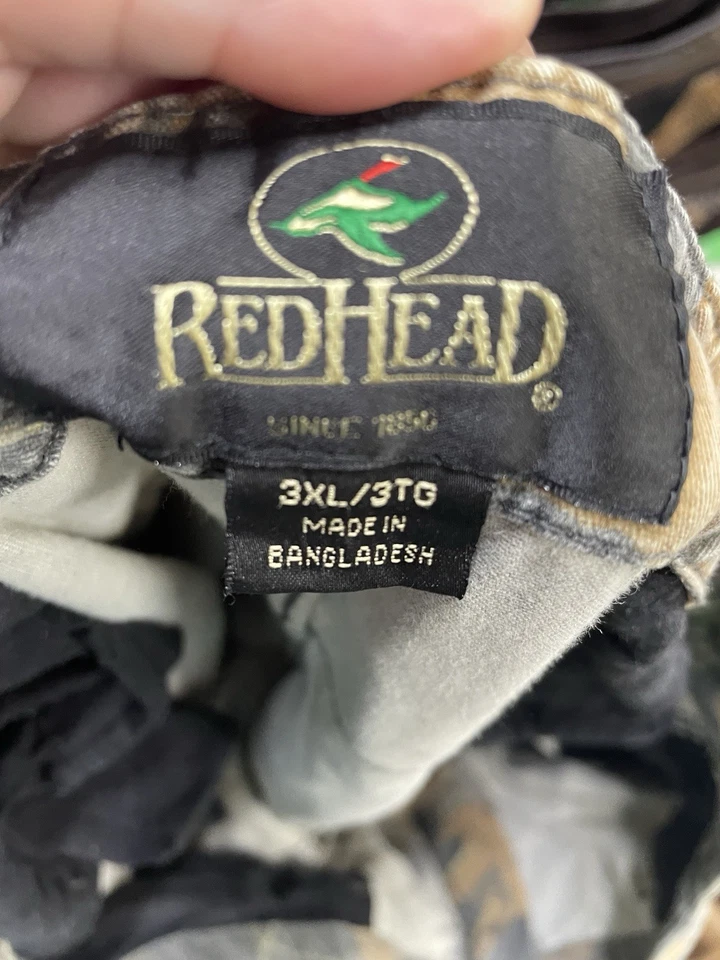 REDHEAD®
SINCE 1856
3XL/3TG
MADE IN
BANGLADESH